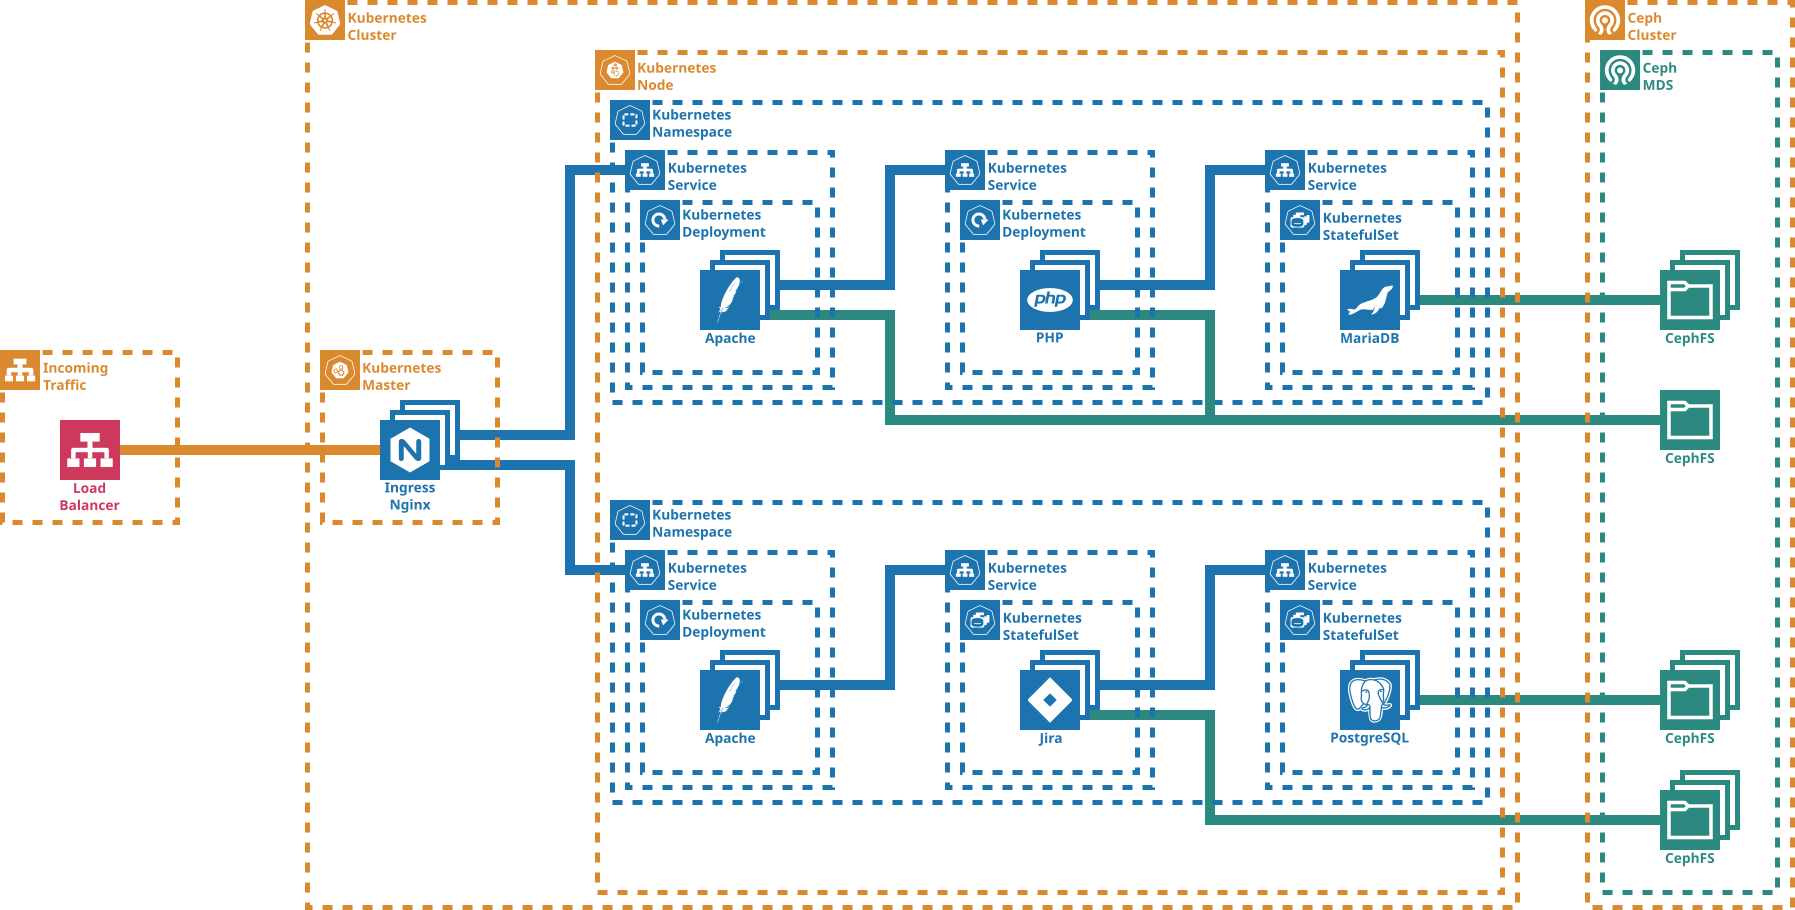 Kubernetes
Cluster
Ceph
Cluster
Kubernetes
Node
Ceph
MDS
Kubernetes
Namespace
Kubernetes
Service
Kubernetes
Service
Kubernetes
Service
Kubernetes
Deployment
Kubernetes
Deployment
Kubernetes
StatefulSet
php
Apache
PHP
MariaDB
CephFS
Incoming
Traffic
Kubernetes
Master
N
Load
Balancer
Ingress
Nginx
CephFS
Kubernetes
Namespace
Kubernetes
Service
Kubernetes
Service
Kubernetes
Service
Kubernetes
Deployment
Kubernetes
StatefulSet
Kubernetes
StatefulSet
Apache
Jira
PostgreSQL
CephFS
CephFS